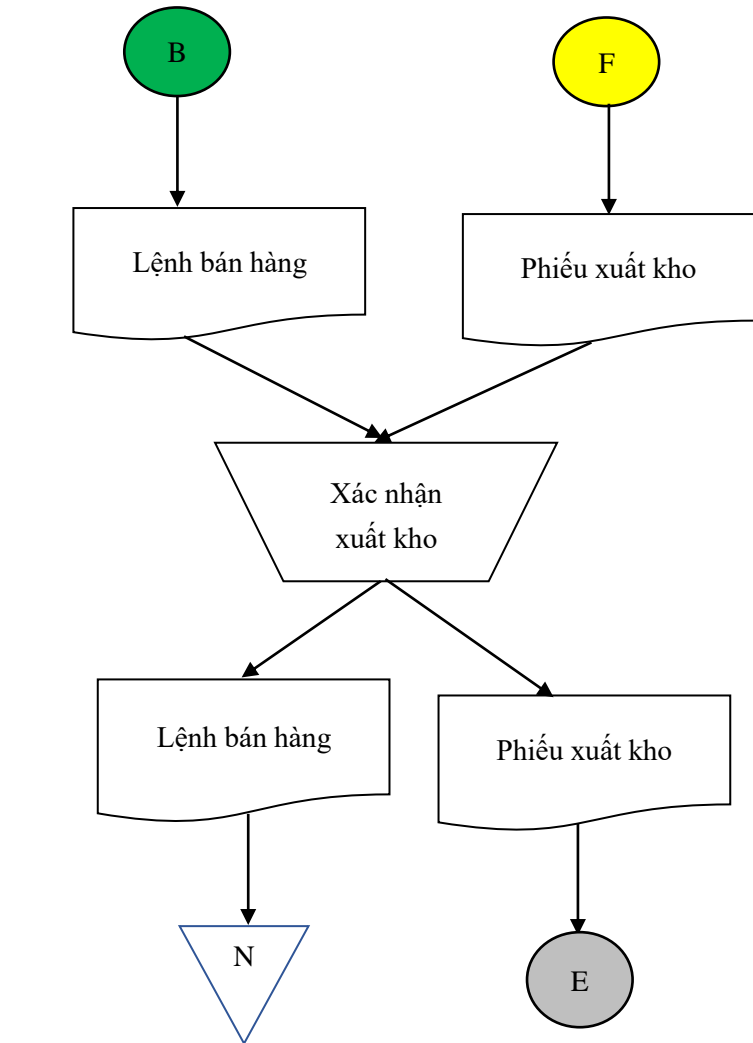 B
F
Lệnh bán hàng
Phiếu xuất kho
Xác nhận
xuất kho
Lệnh bán hàng
Phiếu xuất kho
N
E